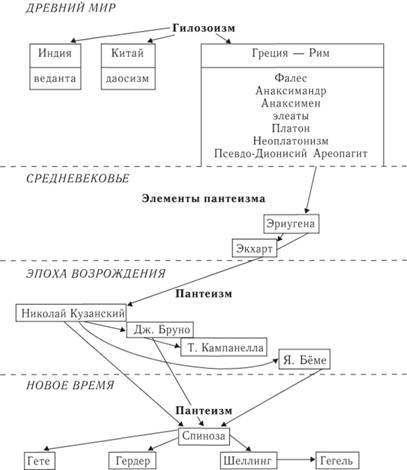 ДРЕВНИЙ МИР
Гилозоизм
Индия
веданта
Китай
даосизм
Греция — Рим
Фалес
Анаксимандр
Анаксимен
элеаты
Платон
Неоплатонизм
Псевдо-Дионисий Ареопагит
СРЕДНЕВЕКОВЬЕ
Элементы пантеизма
Эриугена
Экхарт
ЭПОХА ВОЗРОЖДЕНИЯ
Пантеизм
Николай Кузанский
Дж. Бруно
Т. Кампанелла
Я. Бёме
НОВОЕ ВРЕМЯ
Пантеизм
Спиноза
Гете
Гердер
Шеллинг
Гегель